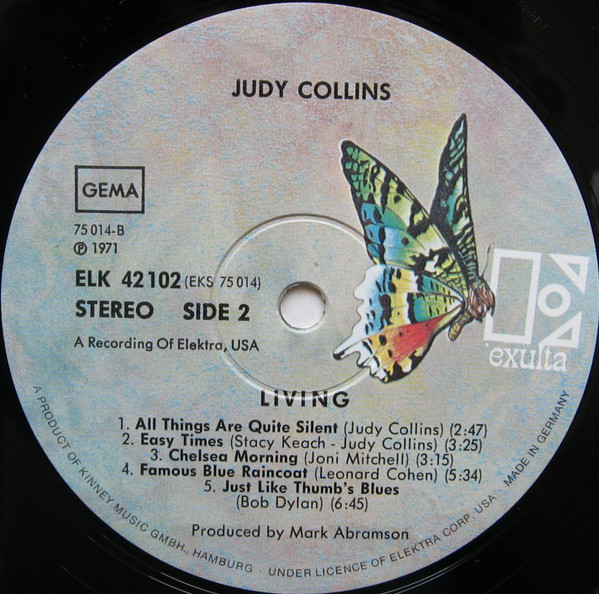 JUDY COLLINS
GEMA
75 014-B
℗ 1971
ELK 42 102 (EKS 75 014)
STEREO SIDE 2
A Recording Of Elektra, USA
exulta
LIVING
1. All Things Are Quite Silent (Judy Collins) (2:47)
2. Easy Times (Stacy Keach - Judy Collins) (3:25)
3. Chelsea Morning (Joni Mitchell) (3:15)
4. Famous Blue Raincoat (Leonard Cohen) (5:34)
5. Just Like Thumb's Blues
(Bob Dylan) (6:45)
Produced by Mark Abramson
A PRODUCT OF KINNEY MUSIC GMBH., HAMBURG · UNDER LICENCE OF ELEKTRA CORP. USA · MADE IN GERMANY